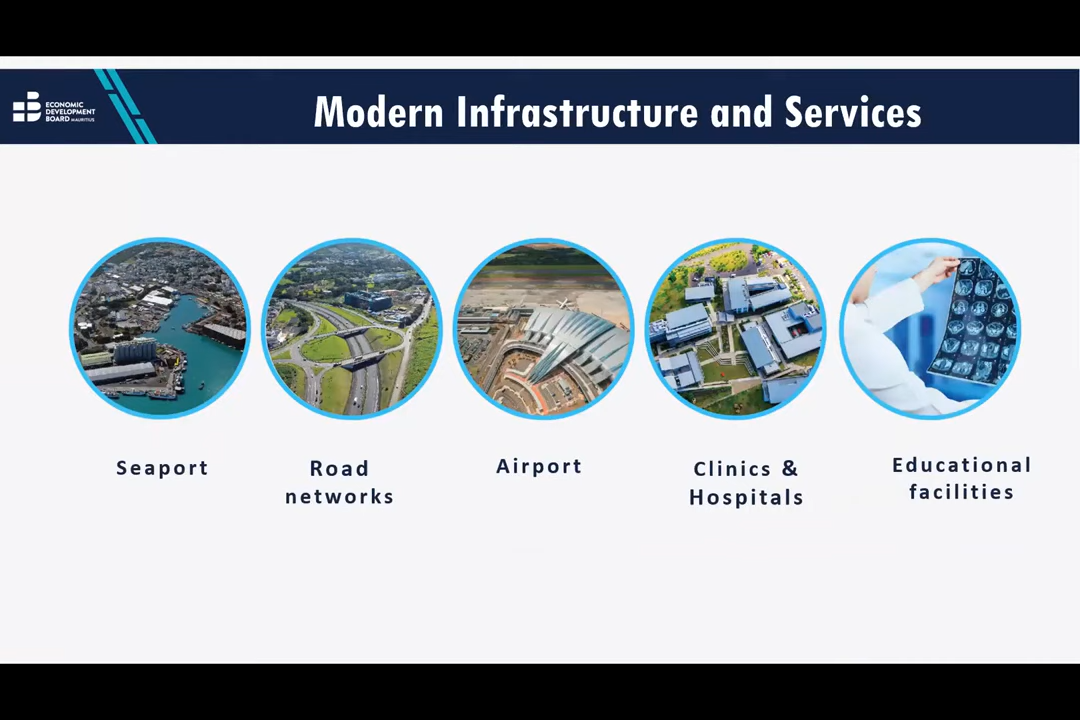 ECONOMIC
DEVELOPMENT
BOARD MAURITIUS
Modern Infrastructure and Services
Seaport
Road
networks
Airport
Clinics &
Hospitals
Educational
facilities